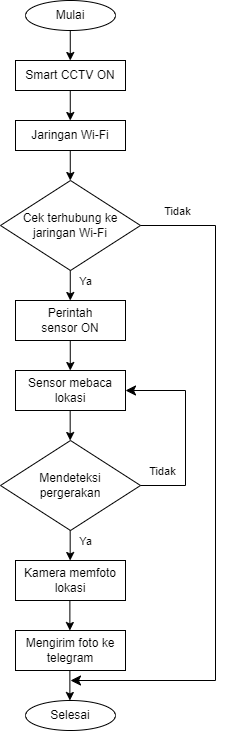 Mulai
Smart CCTV ON
Jaringan Wi-Fi
Cek terhubung ke
jaringan Wi-Fi
Tidak
Ya
Perintah
sensor ON
Sensor mebaca
lokasi
Mendeteksi
pergerakan
Tidak
Ya
Kamera memfoto
lokasi
Mengirim foto ke
telegram
Selesai